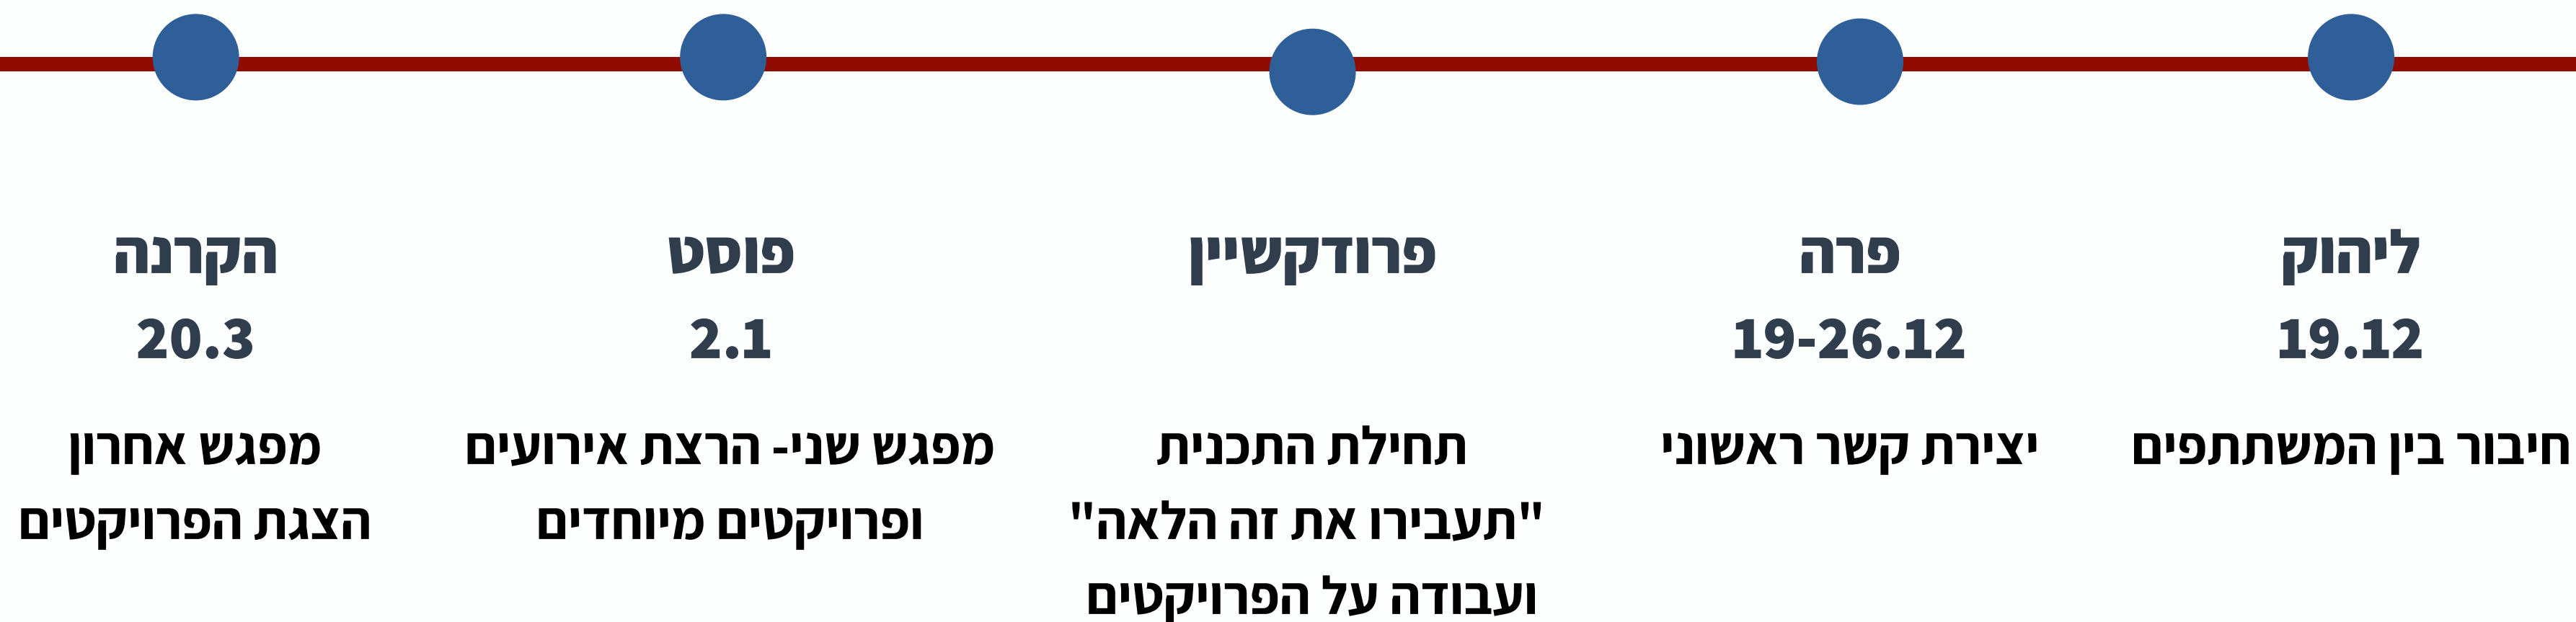 ליהוק
19.12
חיבור בין המשתתפים
פרה
19-26.12
יצירת קשר ראשוני
פרודקשיין
תחילת התכנית
"תעבירו את זה הלאה"
ועבודה על הפרויקטים
פוסט
2.1
מפגש שני- הרצת אירועים
ופרויקטים מיוחדים
הקרנה
20.3
מפגש אחרון
הצגת הפרויקטים